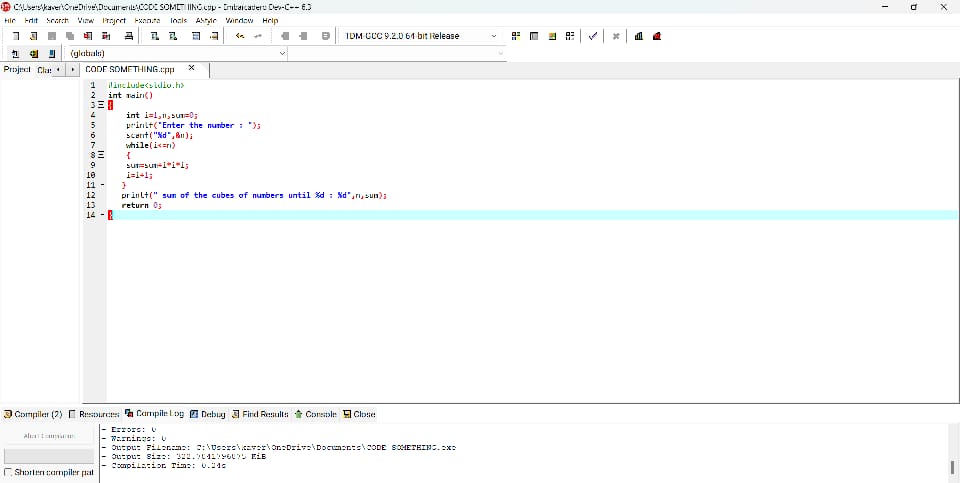 C:\Users\kaver\OneDrive\Documents\CODE SOMETHING.cpp - Embarcadero Dev-C++ 6.3
File Edit Search View Project Execute Tools AStyle Window Help
TDM-GCC 9.2.0 64-bit Release
(globals)
Project Clas CODE SOMETHING.cpp
1 #include<stdio.h>
2 int main()
3 {
4 int i=1,n,sum=0;
5 printf("Enter the number : ");
6 scanf("%d",&n);
7 while(i<=n)
8 {
9 sum=sum+i*i*i;
10 i=i+1;
11 }
12 printf(" sum of the cubes of numbers until %d : %d",n,sum);
13 return 0;
14 }
Compiler (2) Resources Compile Log Debug Find Results Console Close
Abort Compilation
Shorten compiler pat
- Errors: 0
- Warnings: 0
- Output Filename: C:\Users\kaver\OneDrive\Documents\CODE SOMETHING.exe
- Output Size: 322.7041796875 KiB
- Compilation Time: 0.24s